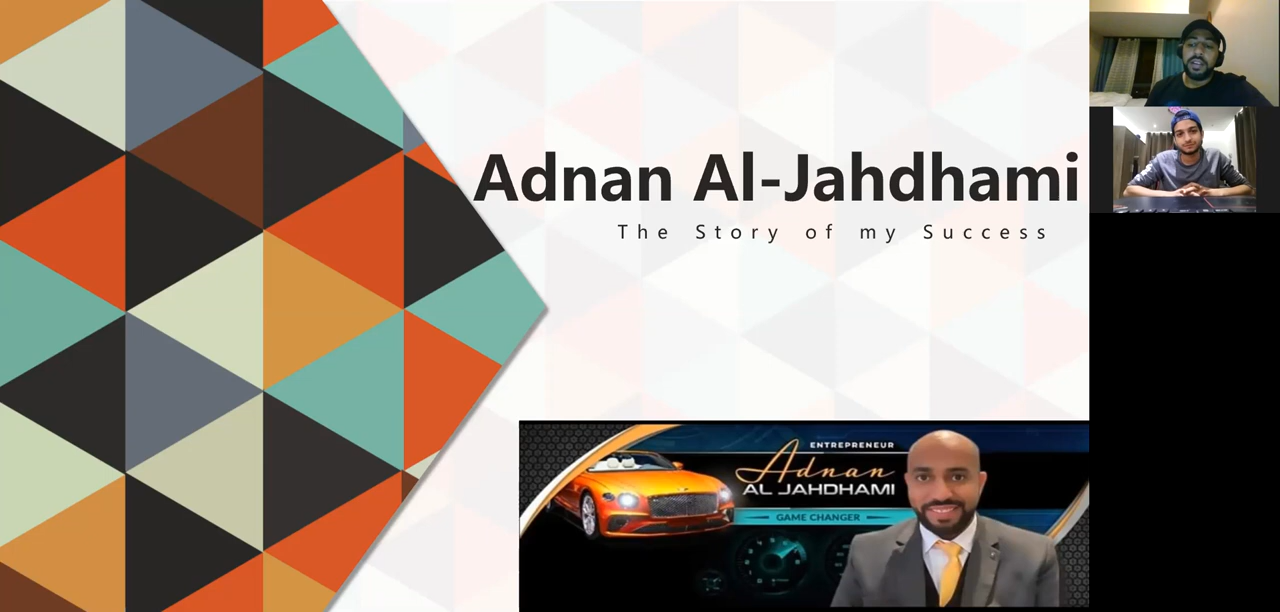 Adnan Al-Jahdhami
The Story of my Success
ENTREPRENEUR
Adnan
AL JAHDHAMI
GAME CHANGER